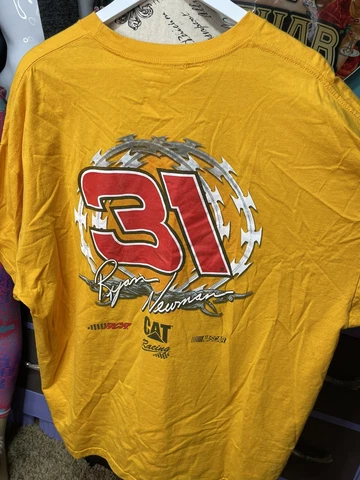 31
Ryan
Newman
RCR
CAT
Racing
NASCAR